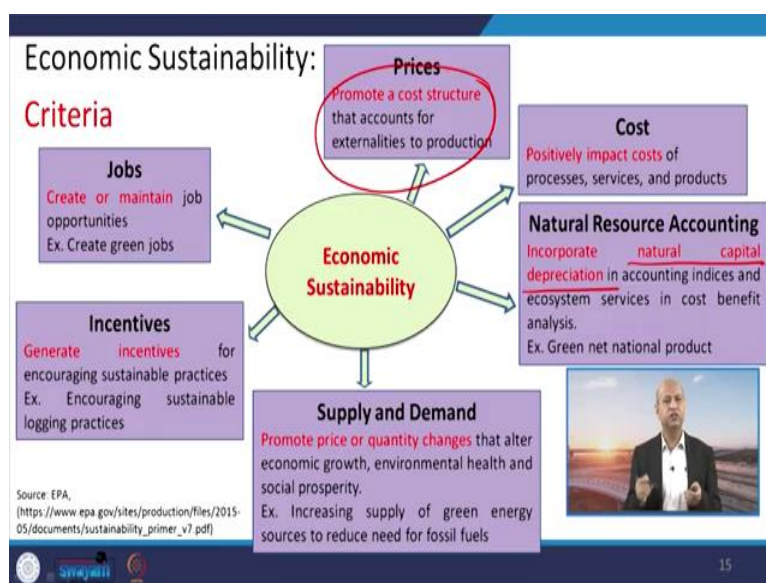 Economic Sustainability:
Criteria
Prices
Promote a cost structure
that accounts for
externalities to production
Cost
Positively impact costs of
processes, services, and products
Jobs
Create or maintain job
opportunities
Ex. Create green jobs
Economic
Sustainability
Natural Resource Accounting
Incorporate natural capital
depreciation in accounting indices and
ecosystem services in cost benefit
analysis.
Ex. Green net national product
Incentives
Generate incentives for
encouraging sustainable practices
Ex. Encouraging sustainable
logging practices
Supply and Demand
Promote price or quantity changes that alter
economic growth, environmental health and
social prosperity.
Ex. Increasing supply of green energy
sources to reduce need for fossil fuels
Source: EPA,
(https://www.epa.gov/sites/production/files/2015-
05/documents/sustainability_primer_v7.pdf)
swayam
15